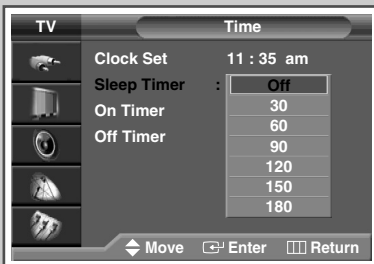 TV Time
Clock Set 11 : 35 am
Sleep Timer : Off
On Timer 30
60
Off Timer 90
120
150
180
Move Enter Return